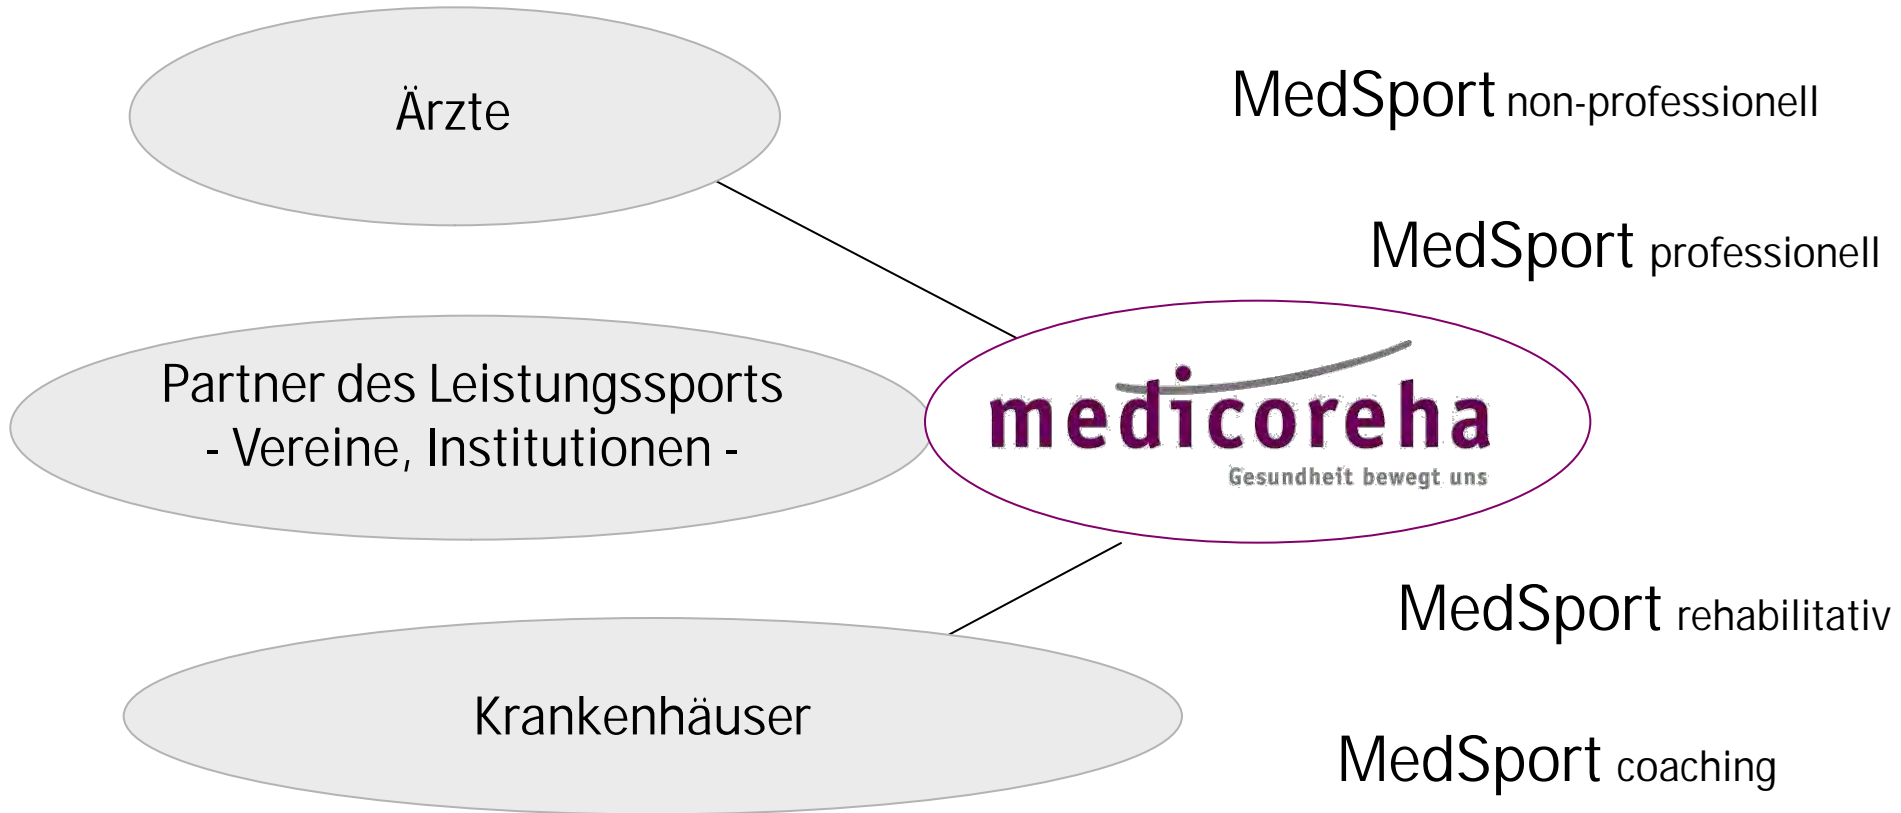 Ärzte
Partner des Leistungssports
- Vereine, Institutionen -
Krankenhäuser
MedSport non-professionell
MedSport professionell
medicoreha
Gesundheit bewegt uns
MedSport rehabilitativ
MedSport coaching